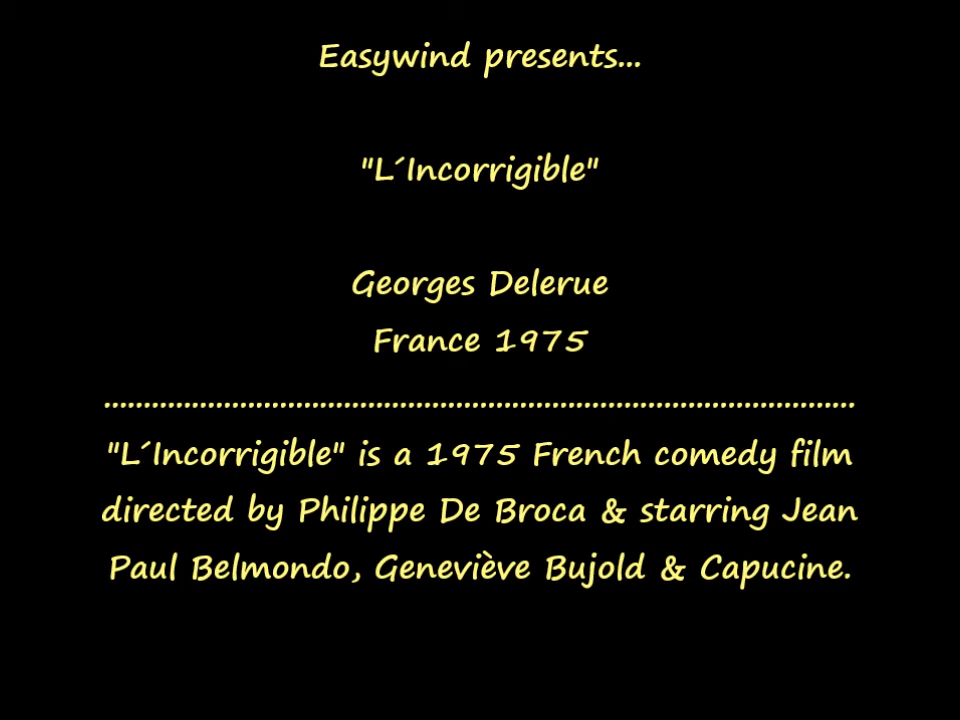 Easywind presents...
"L´Incorrigible"
Georges Delerue
France 1975
................................................................................................
"L´Incorrigible" is a 1975 French comedy film
directed by Philippe De Broca & starring Jean
Paul Belmondo, Geneviève Bujold & Capucine.